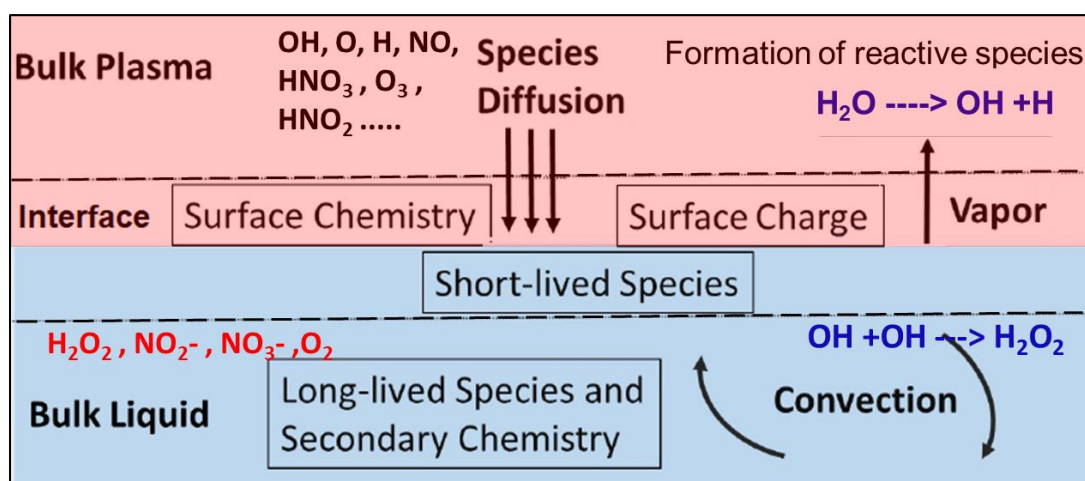 Bulk Plasma
OH, O, H, NO,
HNO₃ , O₃ ,
HNO₂ .....
Species
Diffusion
Formation of reactive species
H₂O ----> OH +H
Interface
Surface Chemistry
Surface Charge
Vapor
Short-lived Species
H₂O₂ , NO₂- , NO₃- ,O₂
OH +OH ---> H₂O₂
Bulk Liquid
Long-lived Species and
Secondary Chemistry
Convection